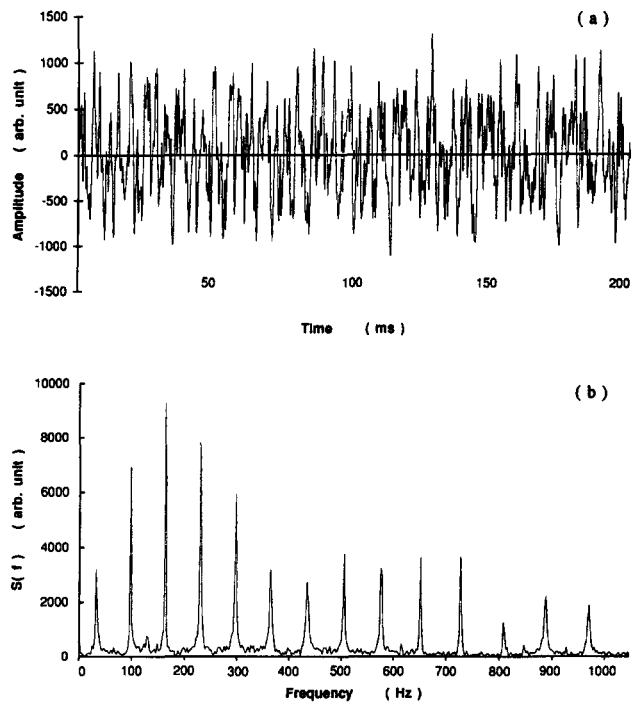 ( a )
1500
1000
500
0
-500
-1000
-1500
Amplitude ( arb. unit )
50 100 150 200
Time ( ms )
( b )
10000
8000
6000
4000
2000
0
S( f ) ( arb. unit )
0 100 200 300 400 500 600 700 800 900 1000
Frequency ( Hz )